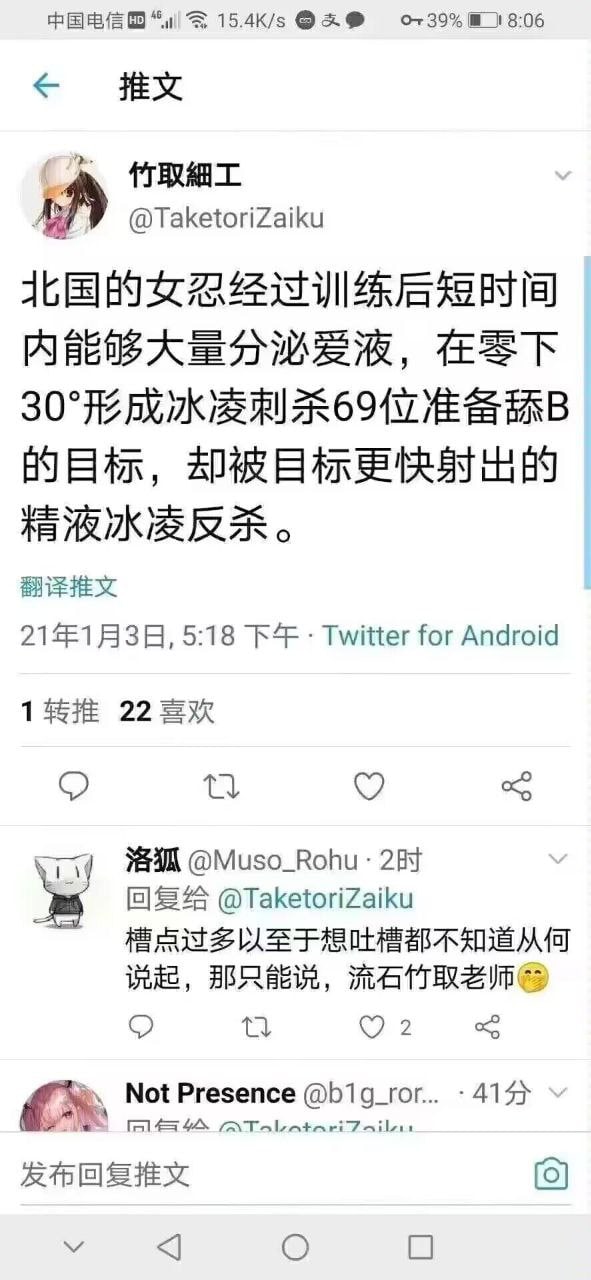 中国电信 HD 4G 15.4K/s 支 39% 8:06
推文
竹取細工
@TaketoriZaiku
北国的女忍经过训练后短时间
内能够大量分泌爱液，在零下
30°形成冰凌刺杀69位准备舔B
的目标，却被目标更快射出的
精液冰凌反杀。
翻译推文
21年1月3日, 5:18 下午 · Twitter for Android
1 转推 22 喜欢
洛狐 @Muso_Rohu · 2时
回复给 @TaketoriZaiku
槽点过多以至于想吐槽都不知道从何
说起，那只能说，流石竹取老师🤭
2
Not Presence @b1g_ror... · 41分
回复给 @TaketoriZaiku
发布回复推文